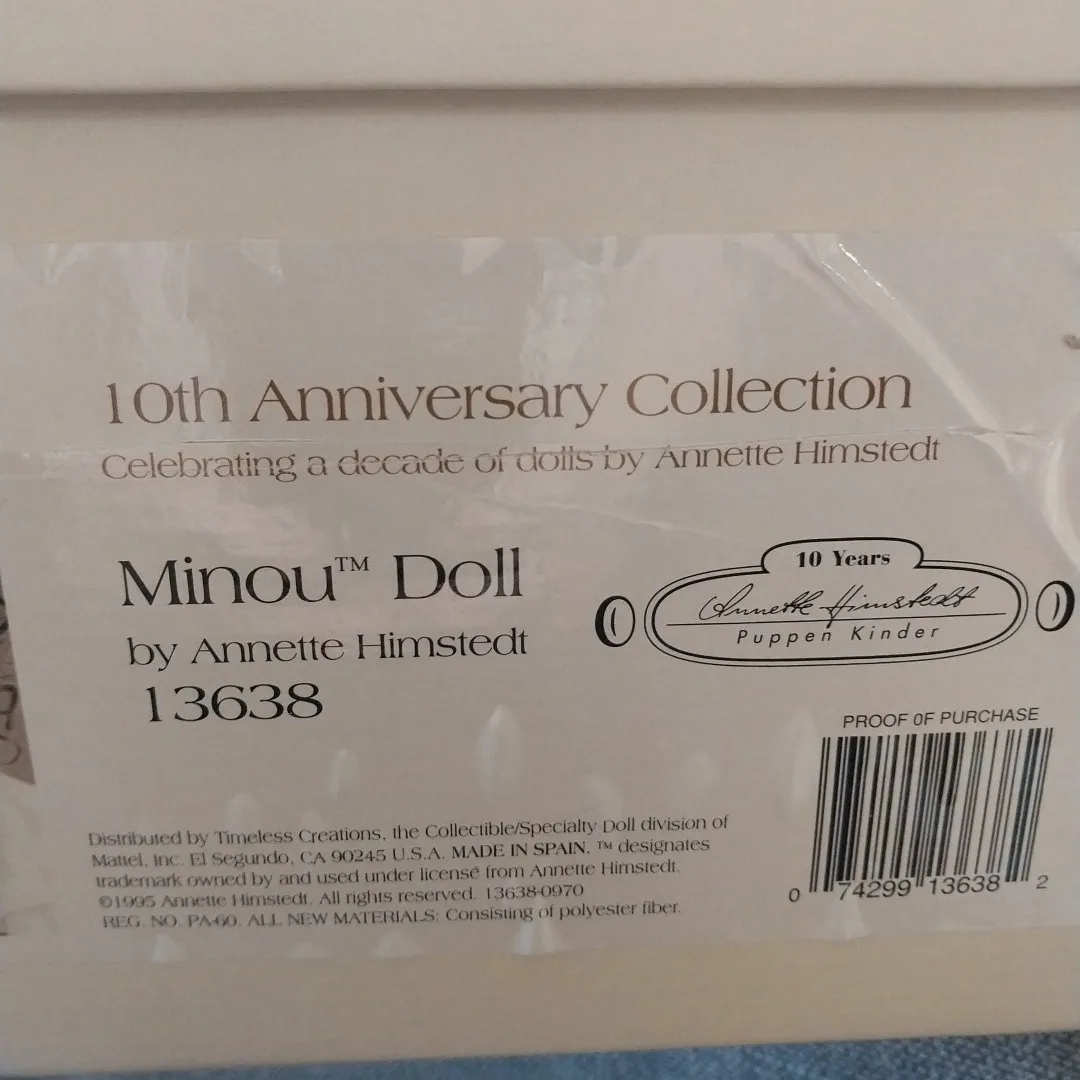 10th Anniversary Collection
Celebrating a decade of dolls by Annette Himstedt
Minou™ Doll
by Annette Himstedt
13638
10 Years
Annette Himstedt
Puppen Kinder
PROOF OF PURCHASE
0 74299 13638 2
Distributed by Timeless Creations, the Collectible/Specialty Doll division of
Mattel, Inc. El Segundo, CA 90245 U.S.A. MADE IN SPAIN. ™ designates
trademark owned by and used under license from Annette Himstedt.
©1995 Annette Himstedt. All rights reserved. 13638-0970
REG. NO. PA-60. ALL NEW MATERIALS: Consisting of polyester fiber.